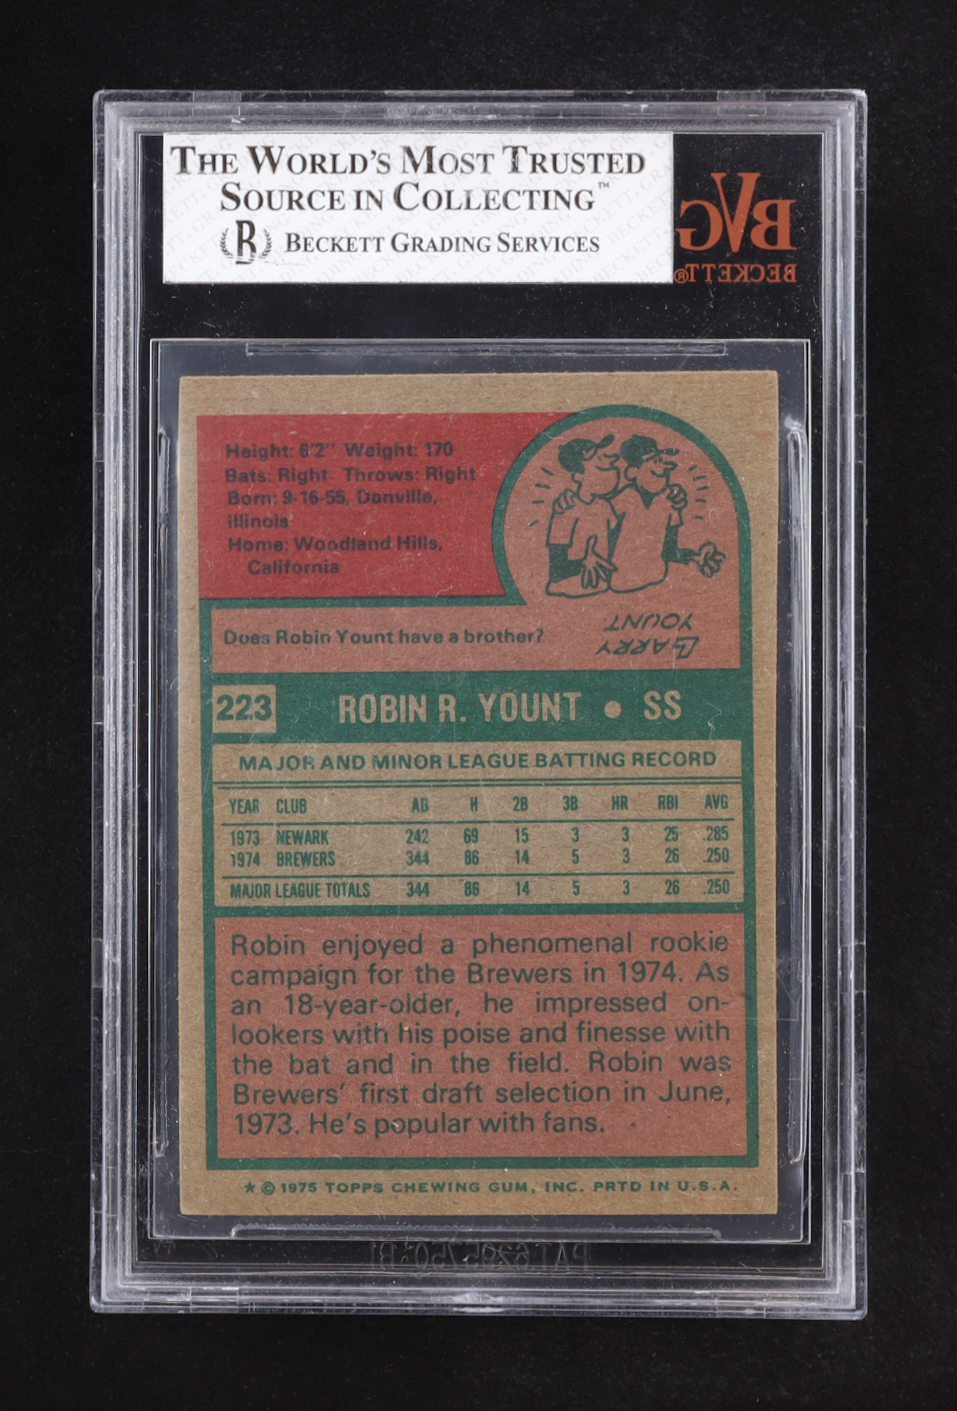 THE WORLD'S MOST TRUSTED
SOURCE IN COLLECTING™
B BECKETT GRADING SERVICES
BVG
BECKETT®
Height: 6'2" Weight: 170
Bats: Right Throws: Right
Born: 9-16-55, Danville,
Illinois
Home: Woodland Hills,
California
Does Robin Yount have a brother?
LARRY
YOUNT
223 ROBIN R. YOUNT • SS
MAJOR AND MINOR LEAGUE BATTING RECORD
YEAR CLUB AB H 2B 3B HR RBI AVG
1973 NEWARK 242 69 15 3 3 25 .285
1974 BREWERS 344 86 14 5 3 26 .250
MAJOR LEAGUE TOTALS 344 86 14 5 3 26 .250
Robin enjoyed a phenomenal rookie
campaign for the Brewers in 1974. As
an 18-year-older, he impressed on-
lookers with his poise and finesse with
the bat and in the field. Robin was
Brewers' first draft selection in June,
1973. He's popular with fans.
* © 1975 TOPPS CHEWING GUM, INC. PRTD IN U.S.A.